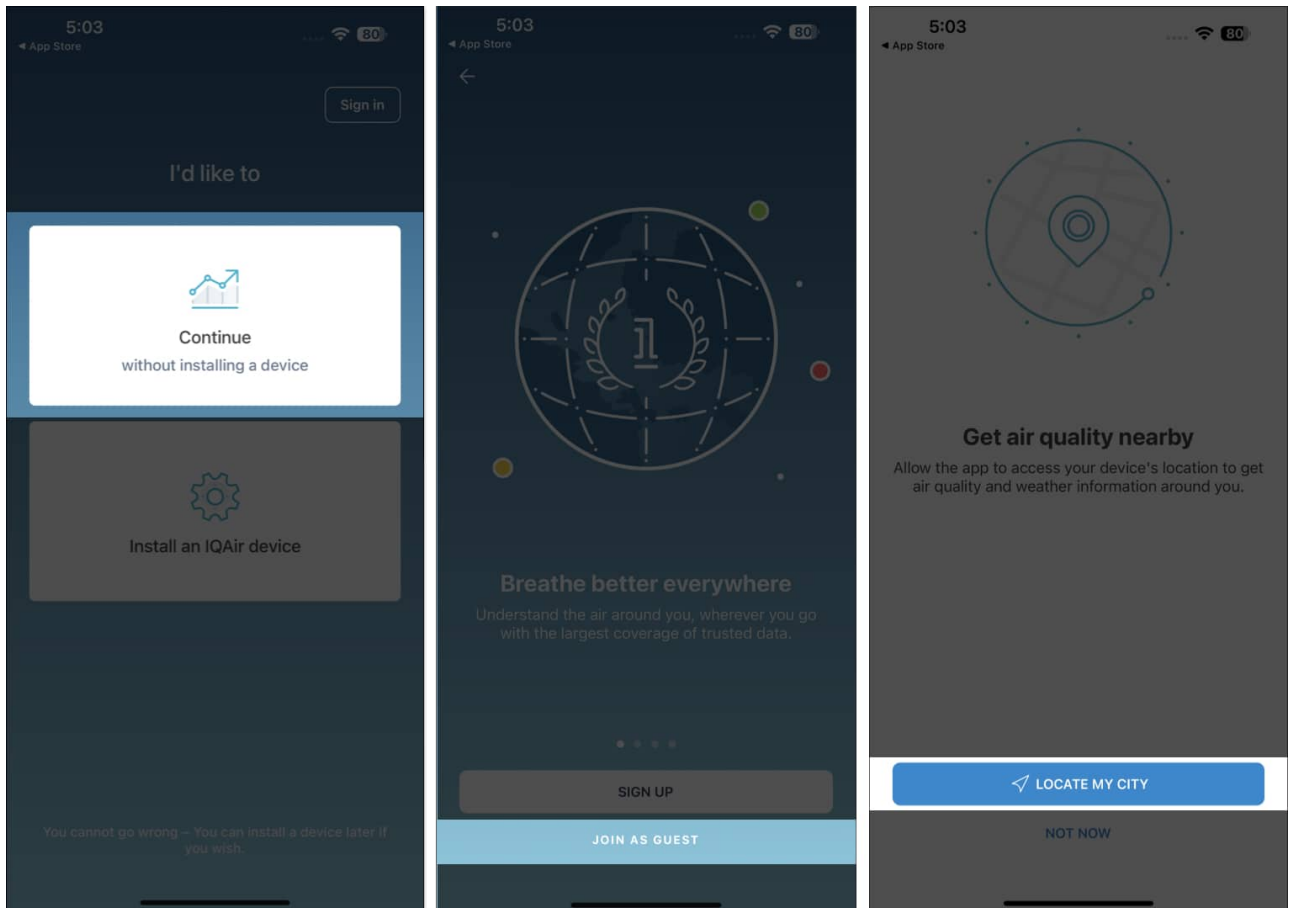 5:03
80
◀ App Store
Sign in
I'd like to
Continue
without installing a device
Install an IQAir device
You cannot go wrong – You can install a device later if
you wish.
5:03
80
◀ App Store
1
Breathe better everywhere
Understand the air around you, wherever you go
with the largest coverage of trusted data.
SIGN UP
JOIN AS GUEST
5:03
80
◀ App Store
Get air quality nearby
Allow the app to access your device's location to get
air quality and weather information around you.
LOCATE MY CITY
NOT NOW